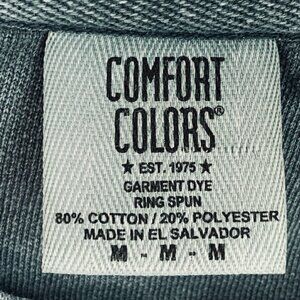 COMFORT
COLORS®
★ EST. 1975 ★
GARMENT DYE
RING SPUN
80% COTTON / 20% POLYESTER
MADE IN EL SALVADOR
M - M - M